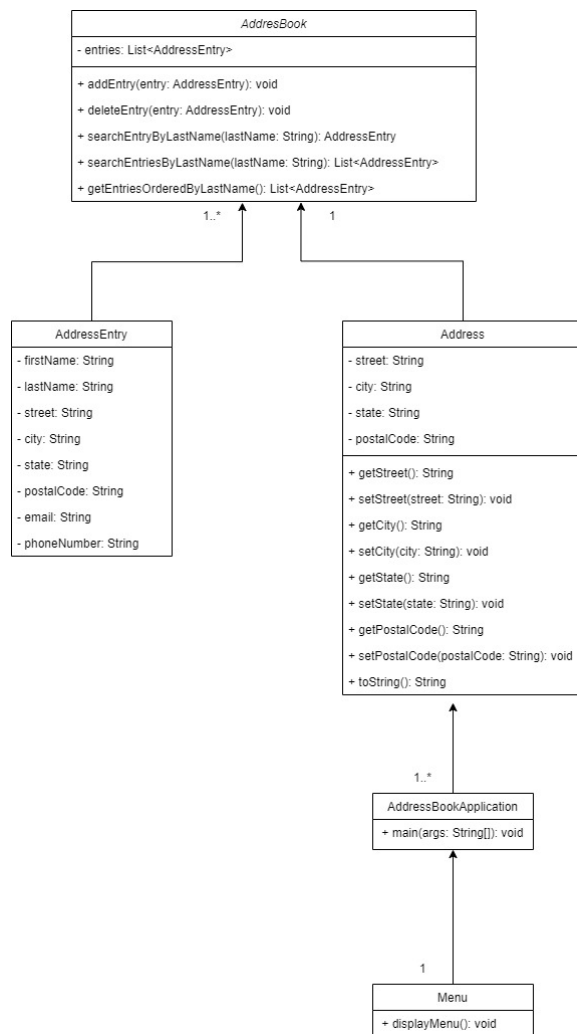 AddresBook
- entries: List<AddressEntry>
+ addEntry(entry: AddressEntry): void
+ deleteEntry(entry: AddressEntry): void
+ searchEntryByLastName(lastName: String): AddressEntry
+ searchEntriesByLastName(lastName: String): List<AddressEntry>
+ getEntriesOrderedByLastName(): List<AddressEntry>
1..*
1
AddressEntry
- firstName: String
- lastName: String
- street: String
- city: String
- state: String
- postalCode: String
- email: String
- phoneNumber: String
Address
- street: String
- city: String
- state: String
- postalCode: String
+ getStreet(): String
+ setStreet(street: String): void
+ getCity(): String
+ setCity(city: String): void
+ getState(): String
+ setState(state: String): void
+ getPostalCode(): String
+ setPostalCode(postalCode: String): void
+ toString(): String
1..*
AddressBookApplication
+ main(args: String[]): void
1
Menu
+ displayMenu(): void